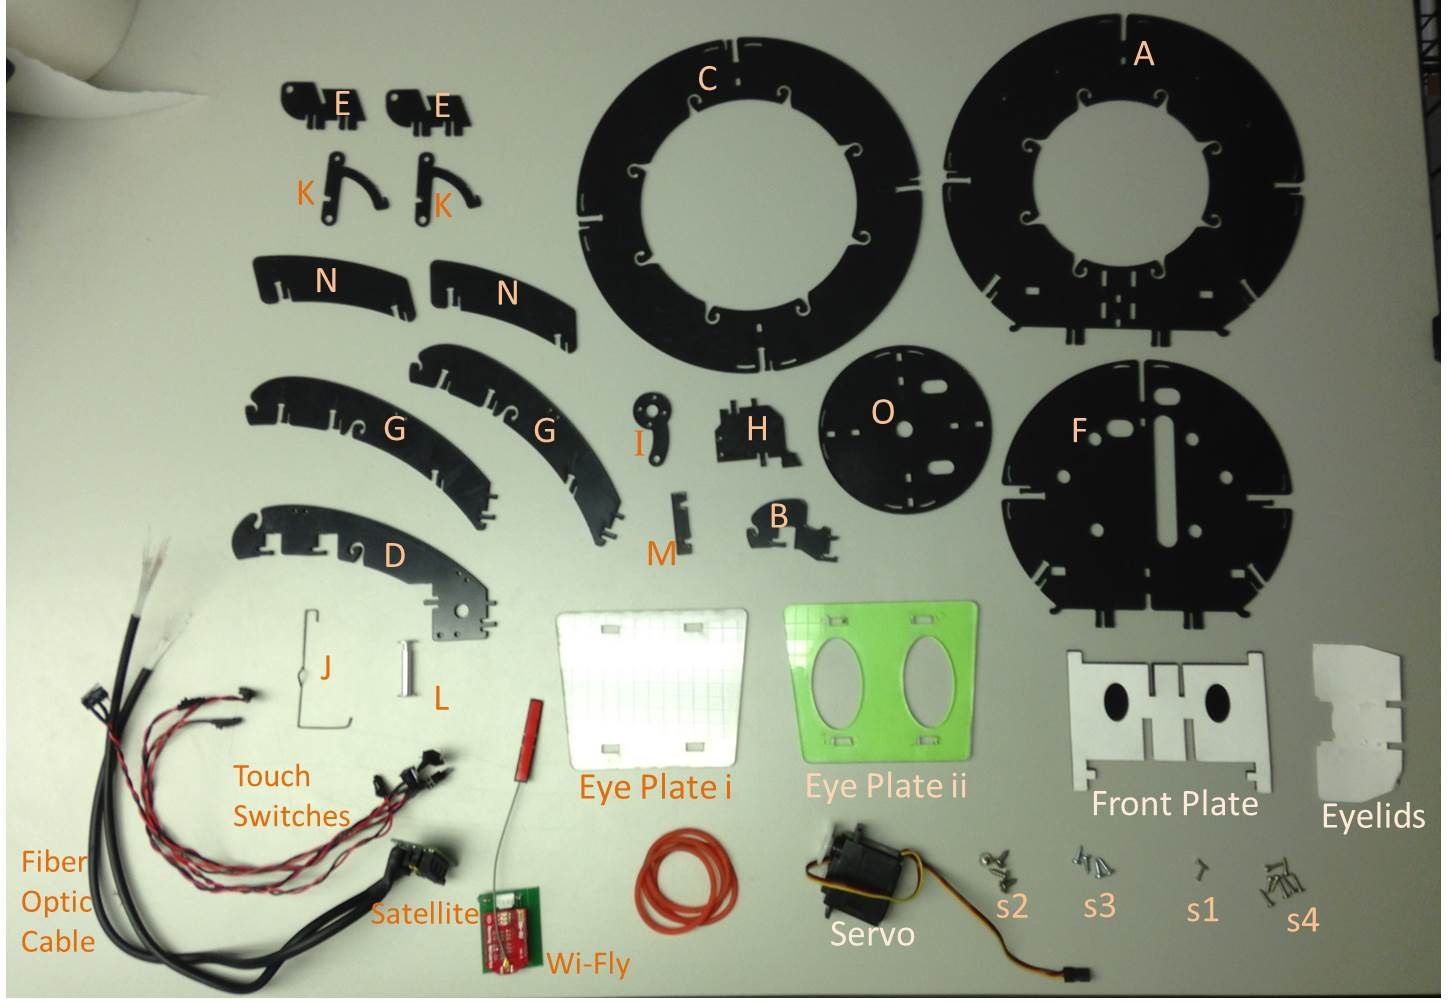 A
C
E
E
K
K
N
N
G
G
I
H
O
F
D
M
B
J
L
Touch
Switches
Eye Plate i
Eye Plate ii
Front Plate
Eyelids
Fiber
Optic
Cable
Satellite
Wi-Fly
Servo
s2
s3
s1
s4